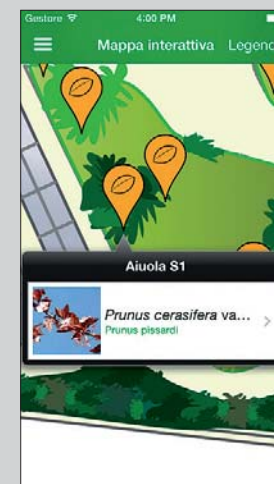 Gestore 4:00 PM
Mappa interattiva Legend
Aiuola S1
Prunus cerasifera va...
Prunus pissardi